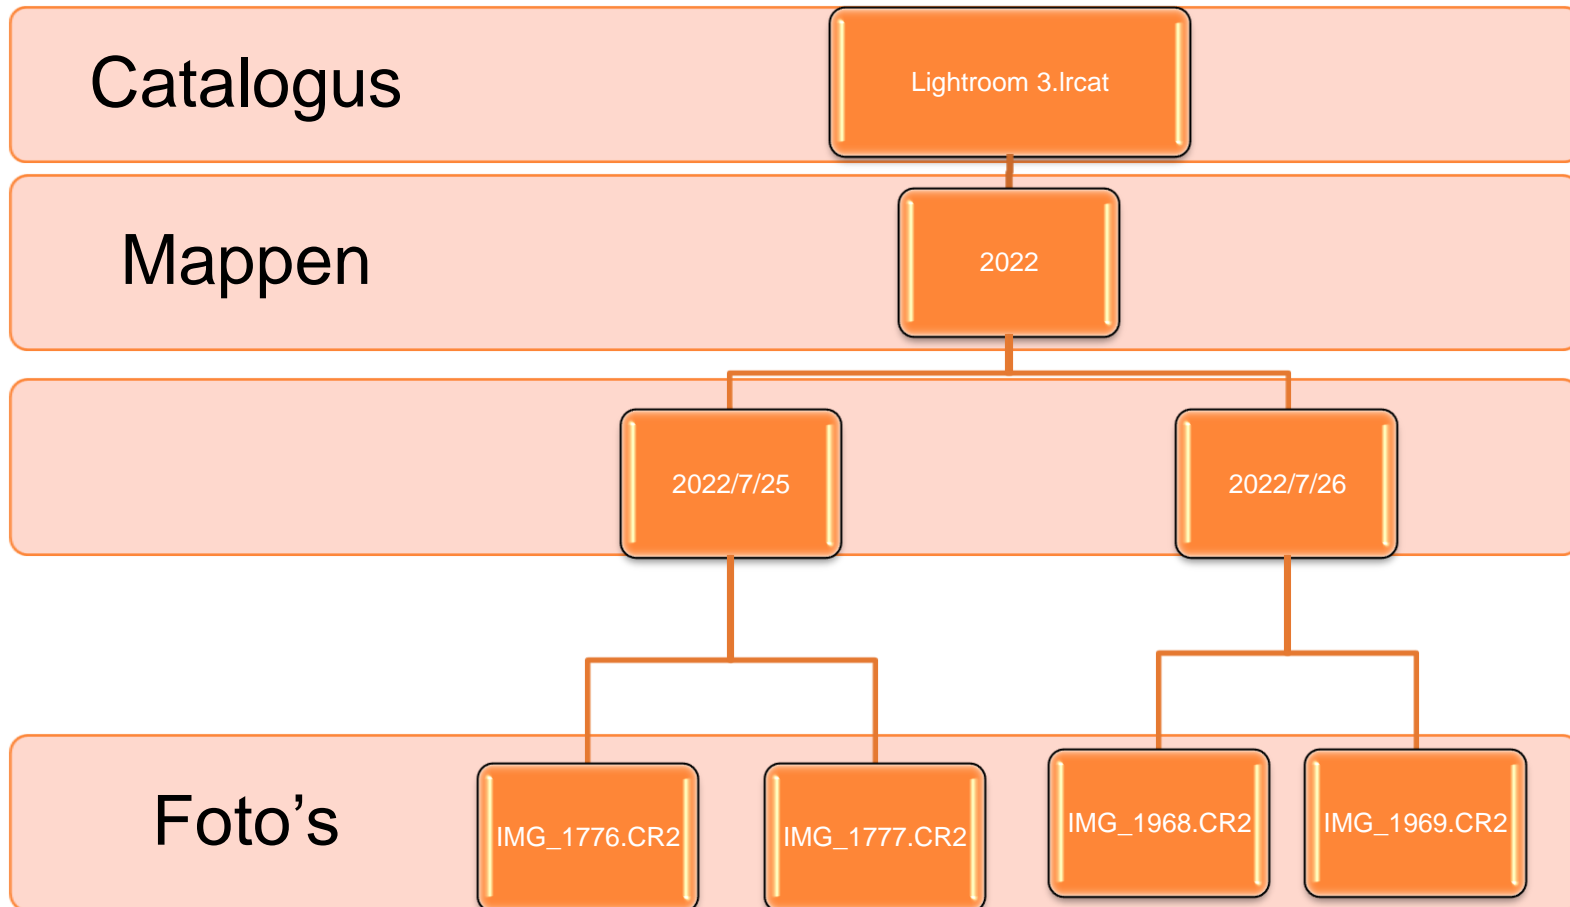 Catalogus
Lightroom 3.lrcat
Mappen
2022
2022/7/25
2022/7/26
Foto’s
IMG_1776.CR2
IMG_1777.CR2
IMG_1968.CR2
IMG_1969.CR2